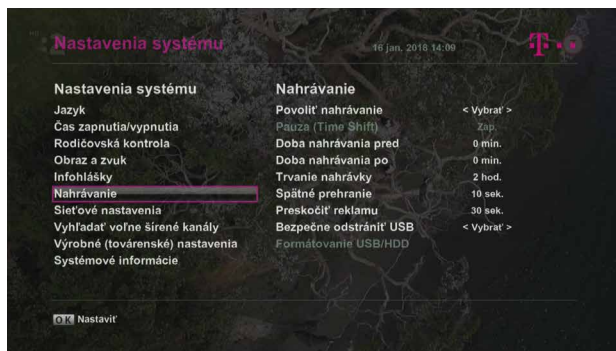 Nastavenia systému
16 jan. 2018 14:09
T
Nastavenia systému
Jazyk
Čas zapnutia/vypnutia
Rodičovská kontrola
Obraz a zvuk
Infohlášky
Nahrávanie
Sieťové nastavenia
Vyhľadať voľne šírené kanály
Výrobné (továrenské) nastavenia
Systémové informácie
Nahrávanie
Povoliť nahrávanie < Vybrať >
Pauza (Time Shift) Zap.
Doba nahrávania pred 0 min.
Doba nahrávania po 0 min.
Trvanie nahrávky 2 hod.
Spätné prehranie 10 sek.
Preskočiť reklamu 30 sek.
Bezpečne odstrániť USB < Vybrať >
Formátovanie USB/HDD
OK Nastaviť